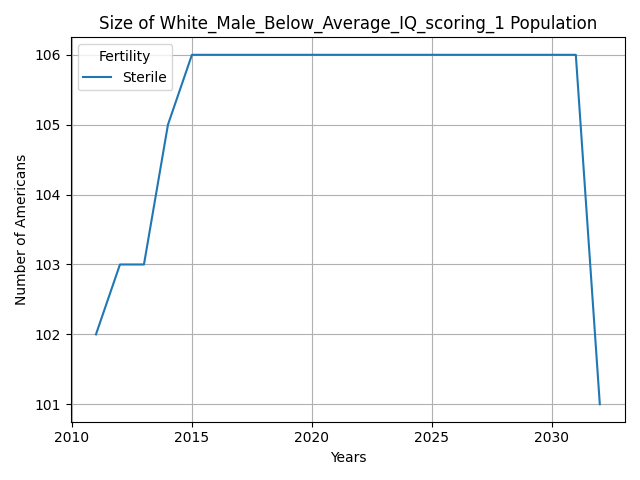 Size of White_Male_Below_Average_IQ_scoring_1 Population
Fertility
Sterile
106
105
104
103
102
101
Number of Americans
2010
2015
2020
2025
2030
Years